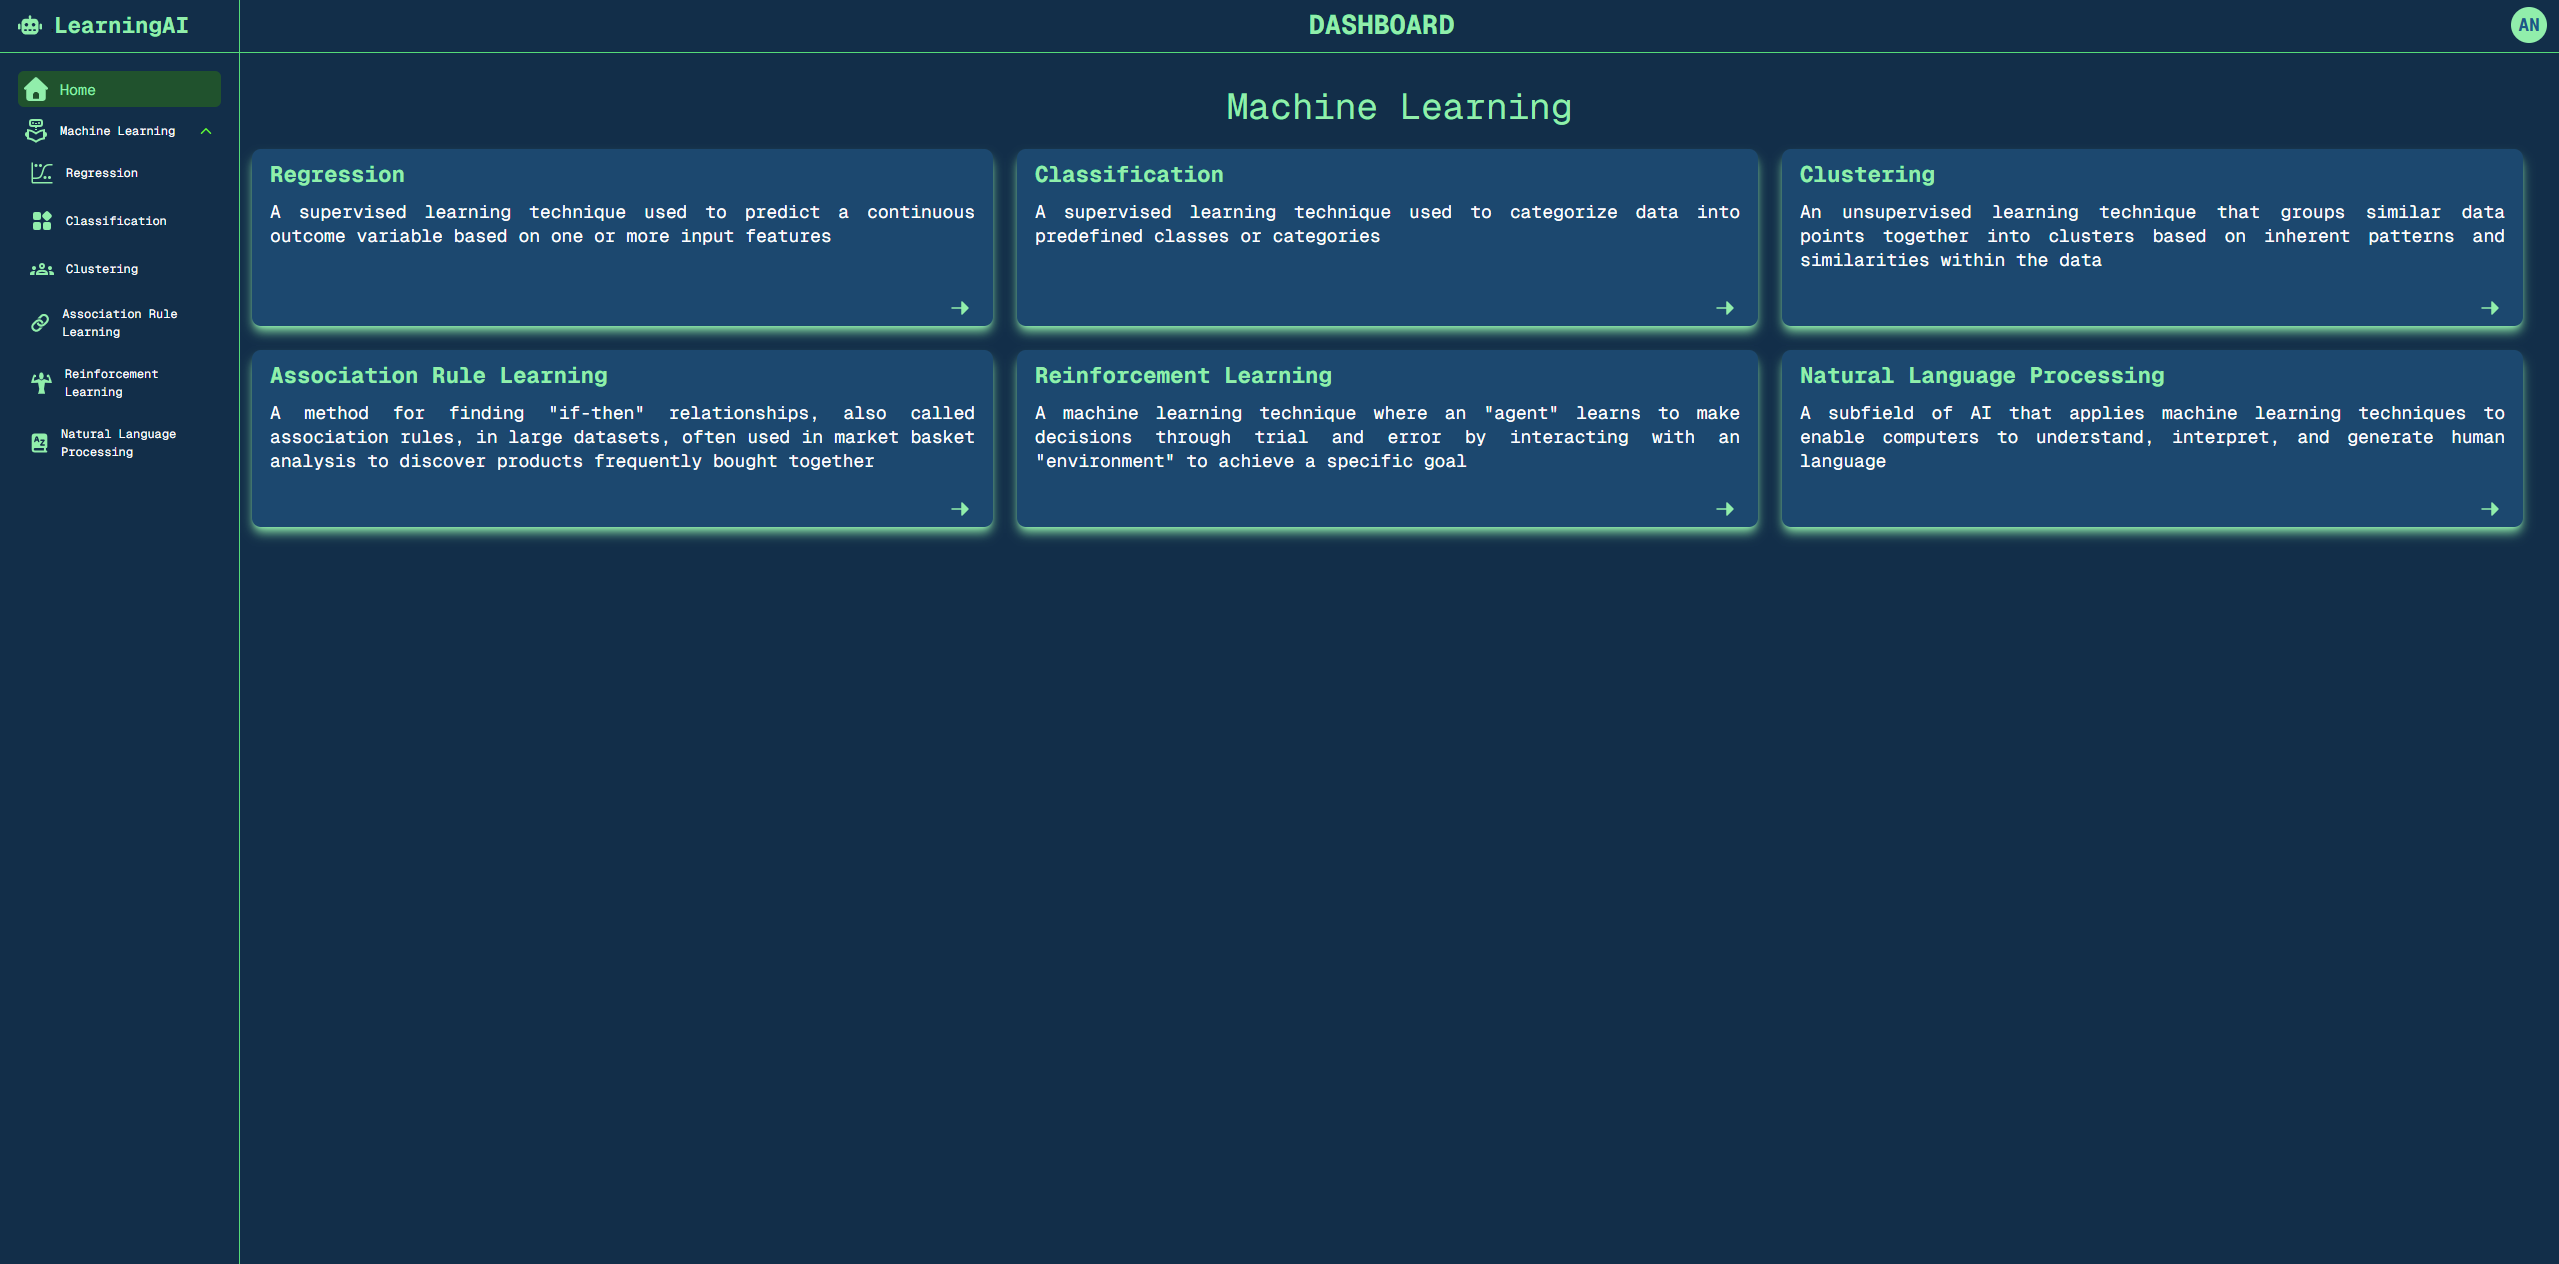 LearningAI
DASHBOARD
AN
Home
Machine Learning
Regression
Classification
Clustering
Association Rule
Learning
Reinforcement
Learning
Natural Language
Processing
Machine Learning
Regression
A supervised learning technique used to predict a continuous
outcome variable based on one or more input features
Classification
A supervised learning technique used to categorize data into
predefined classes or categories
Clustering
An unsupervised learning technique that groups similar data
points together into clusters based on inherent patterns and
similarities within the data
Association Rule Learning
A method for finding "if-then" relationships, also called
association rules, in large datasets, often used in market basket
analysis to discover products frequently bought together
Reinforcement Learning
A machine learning technique where an "agent" learns to make
decisions through trial and error by interacting with an
"environment" to achieve a specific goal
Natural Language Processing
A subfield of AI that applies machine learning techniques to
enable computers to understand, interpret, and generate human
language